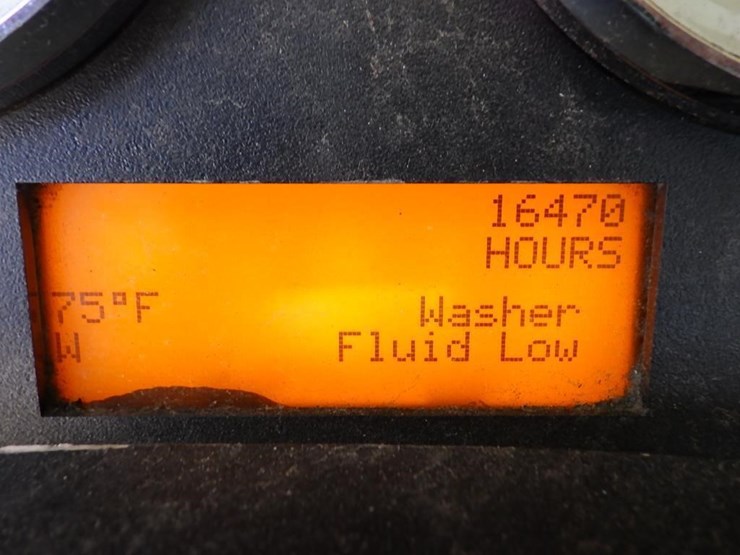 16470
HOURS
75°F
Washer
W
Fluid Low